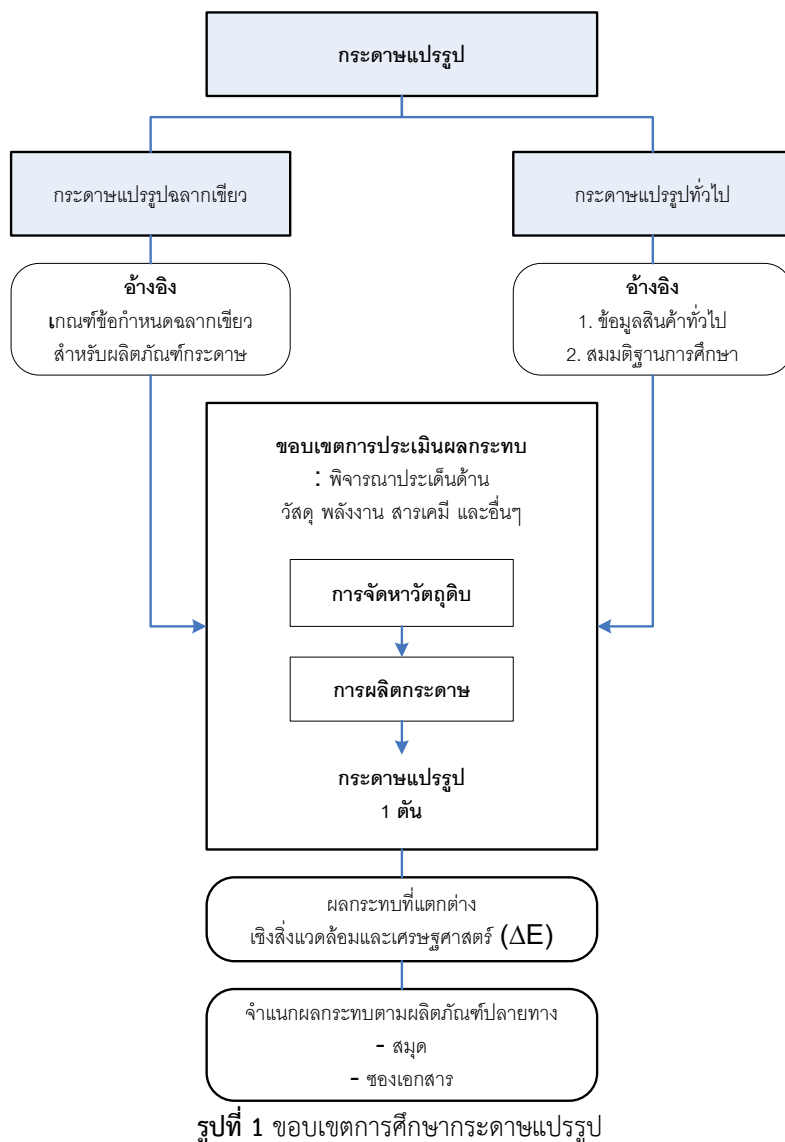 กระดาษแปรรูป
กระดาษแปรรูปฉลากเขียว
กระดาษแปรรูปทั่วไป
อ้างอิง
เกณฑ์ข้อกำหนดฉลากเขียว
สำหรับผลิตภัณฑ์กระดาษ
อ้างอิง
1. ข้อมูลสินค้าทั่วไป
2. สมมติฐานการศึกษา
ขอบเขตการประเมินผลกระทบ
: พิจารณาประเด็นด้าน
วัสดุ พลังงาน สารเคมี และอื่นๆ
การจัดหาวัตถุดิบ
การผลิตกระดาษ
กระดาษแปรรูป
1 ตัน
ผลกระทบที่แตกต่าง
เชิงสิ่งแวดล้อมและเศรษฐศาสตร์ (ΔE)
จำแนกผลกระทบตามผลิตภัณฑ์ปลายทาง
- สมุด
- ซองเอกสาร
รูปที่ 1 ขอบเขตการศึกษากระดาษแปรรูป